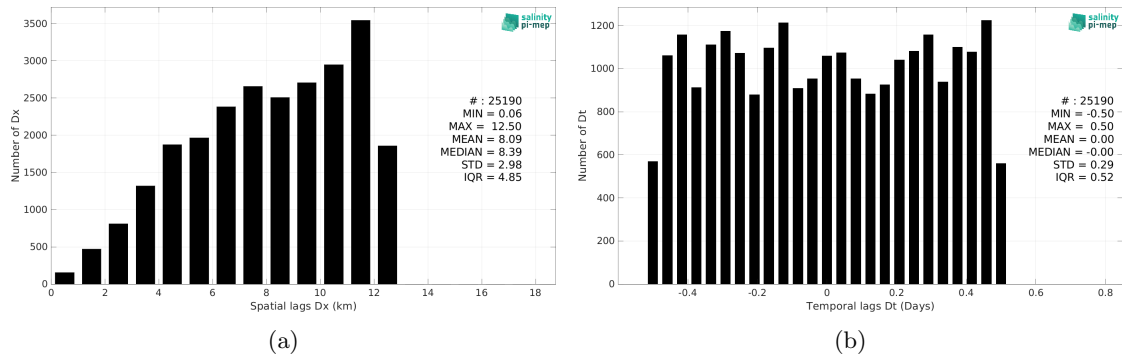 3500
3000
2500
2000
1500
1000
500
0
Number of Dx
salinity
pi-mep
# : 25190
MIN = 0.06
MAX = 12.50
MEAN = 8.09
MEDIAN = 8.39
STD = 2.98
IQR = 4.85
0 2 4 6 8 10 12 14 16 18
Spatial lags Dx (km)
(a)
1200
1000
800
600
400
200
0
Number of Dt
salinity
pi-mep
# : 25190
MIN = -0.50
MAX = 0.50
MEAN = 0.00
MEDIAN = -0.00
STD = 0.29
IQR = 0.52
-0.4 -0.2 0 0.2 0.4 0.6 0.8
Temporal lags Dt (Days)
(b)